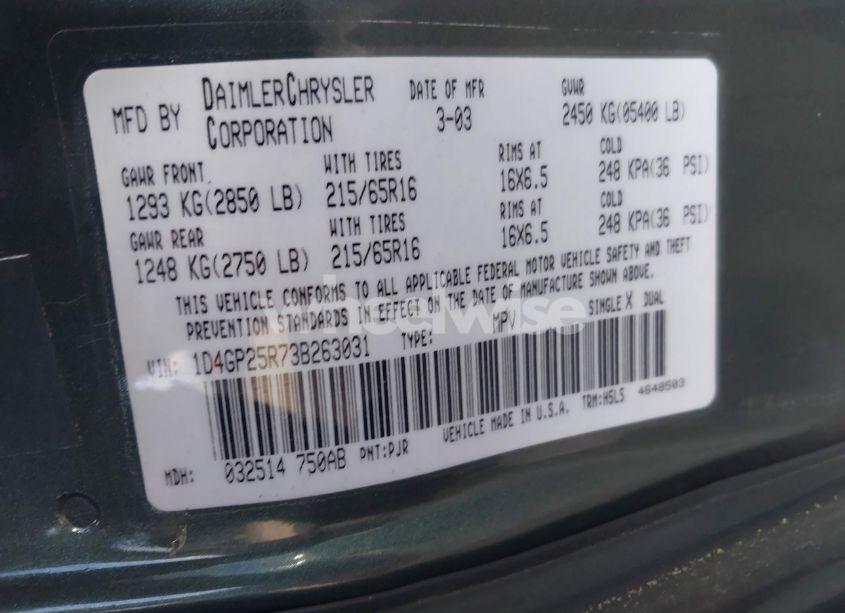 MFD BY DAIMLERCHRYSLER CORPORATION
DATE OF MFR 3-03
GVWR 2450 KG(05400 LB)
GAWR FRONT WITH TIRES RIMS AT COLD
1293 KG(2850 LB) 215/65R16 16X6.5 248 KPA(36 PSI)
GAWR REAR WITH TIRES RIMS AT COLD
1248 KG(2750 LB) 215/65R16 16X6.5 248 KPA(36 PSI)
THIS VEHICLE CONFORMS TO ALL APPLICABLE FEDERAL MOTOR VEHICLE SAFETY AND THEFT
PREVENTION STANDARDS IN EFFECT ON THE DATE OF MANUFACTURE SHOWN ABOVE.
VIN: 1D4GP25R73B263031 TYPE: MPV SINGLE X DUAL
MDH: 032514 750AB PNT:PJR VEHICLE MADE IN U.S.A. TRM:H5L5 4648503